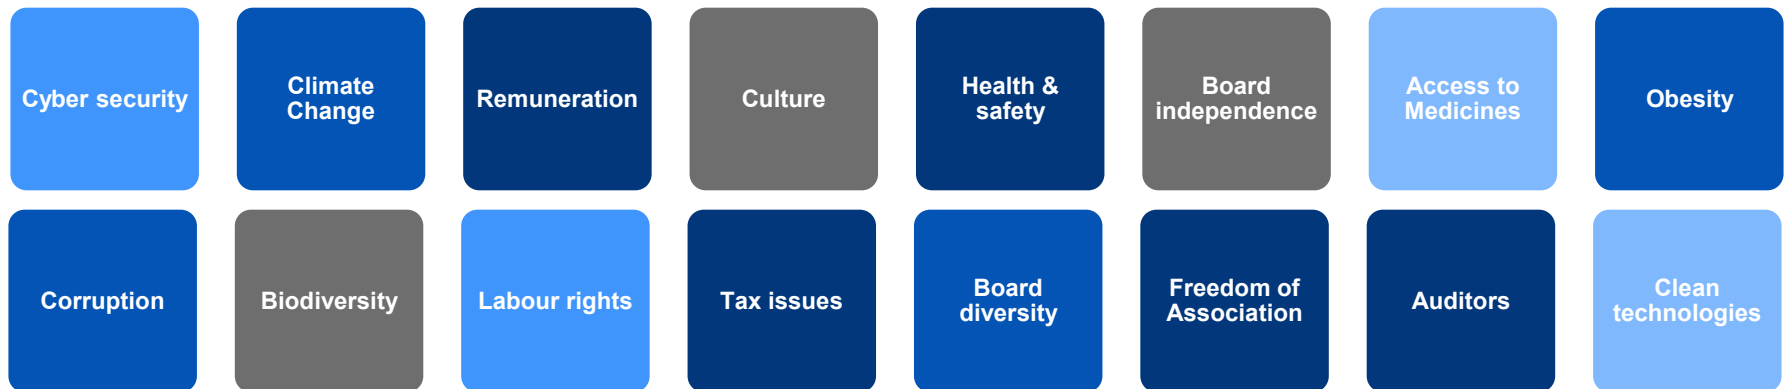 Cyber security
Climate
Change
Remuneration
Culture
Health &
safety
Board
independence
Access to
Medicines
Obesity
Corruption
Biodiversity
Labour rights
Tax issues
Board
diversity
Freedom of
Association
Auditors
Clean
technologies